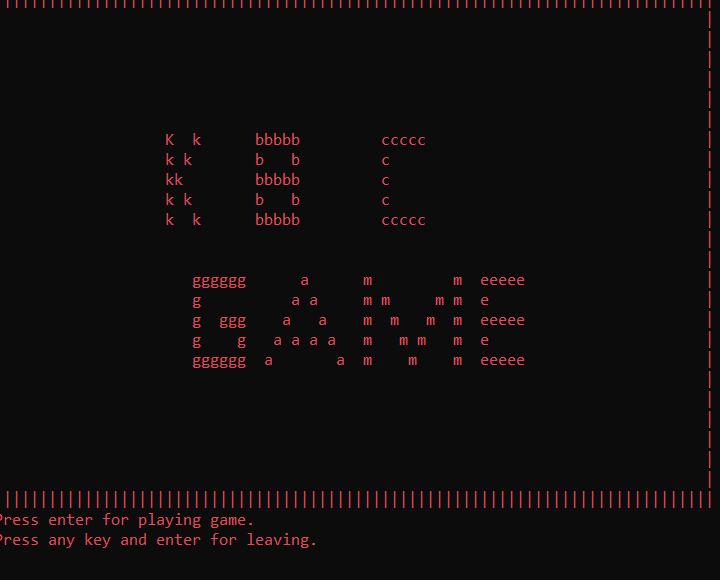 ||||||||||||||||||||||||||||||||||||||||||||||||||||||||||||||||||||||||||||||||
K  k      bbbbb         ccccc
k k       b   b         c
kk        bbbbb         c
k k       b   b         c
k  k      bbbbb         ccccc
gggggg      a      m         m  eeeee
g          a a     m m     m m  e
g  ggg    a   a    m  m   m  m  eeeee
g    g   a a a a   m   m m   m  e
gggggg  a       a  m    m    m  eeeee
||||||||||||||||||||||||||||||||||||||||||||||||||||||||||||||||||||||||||||||||
Press enter for playing game.
Press any key and enter for leaving.